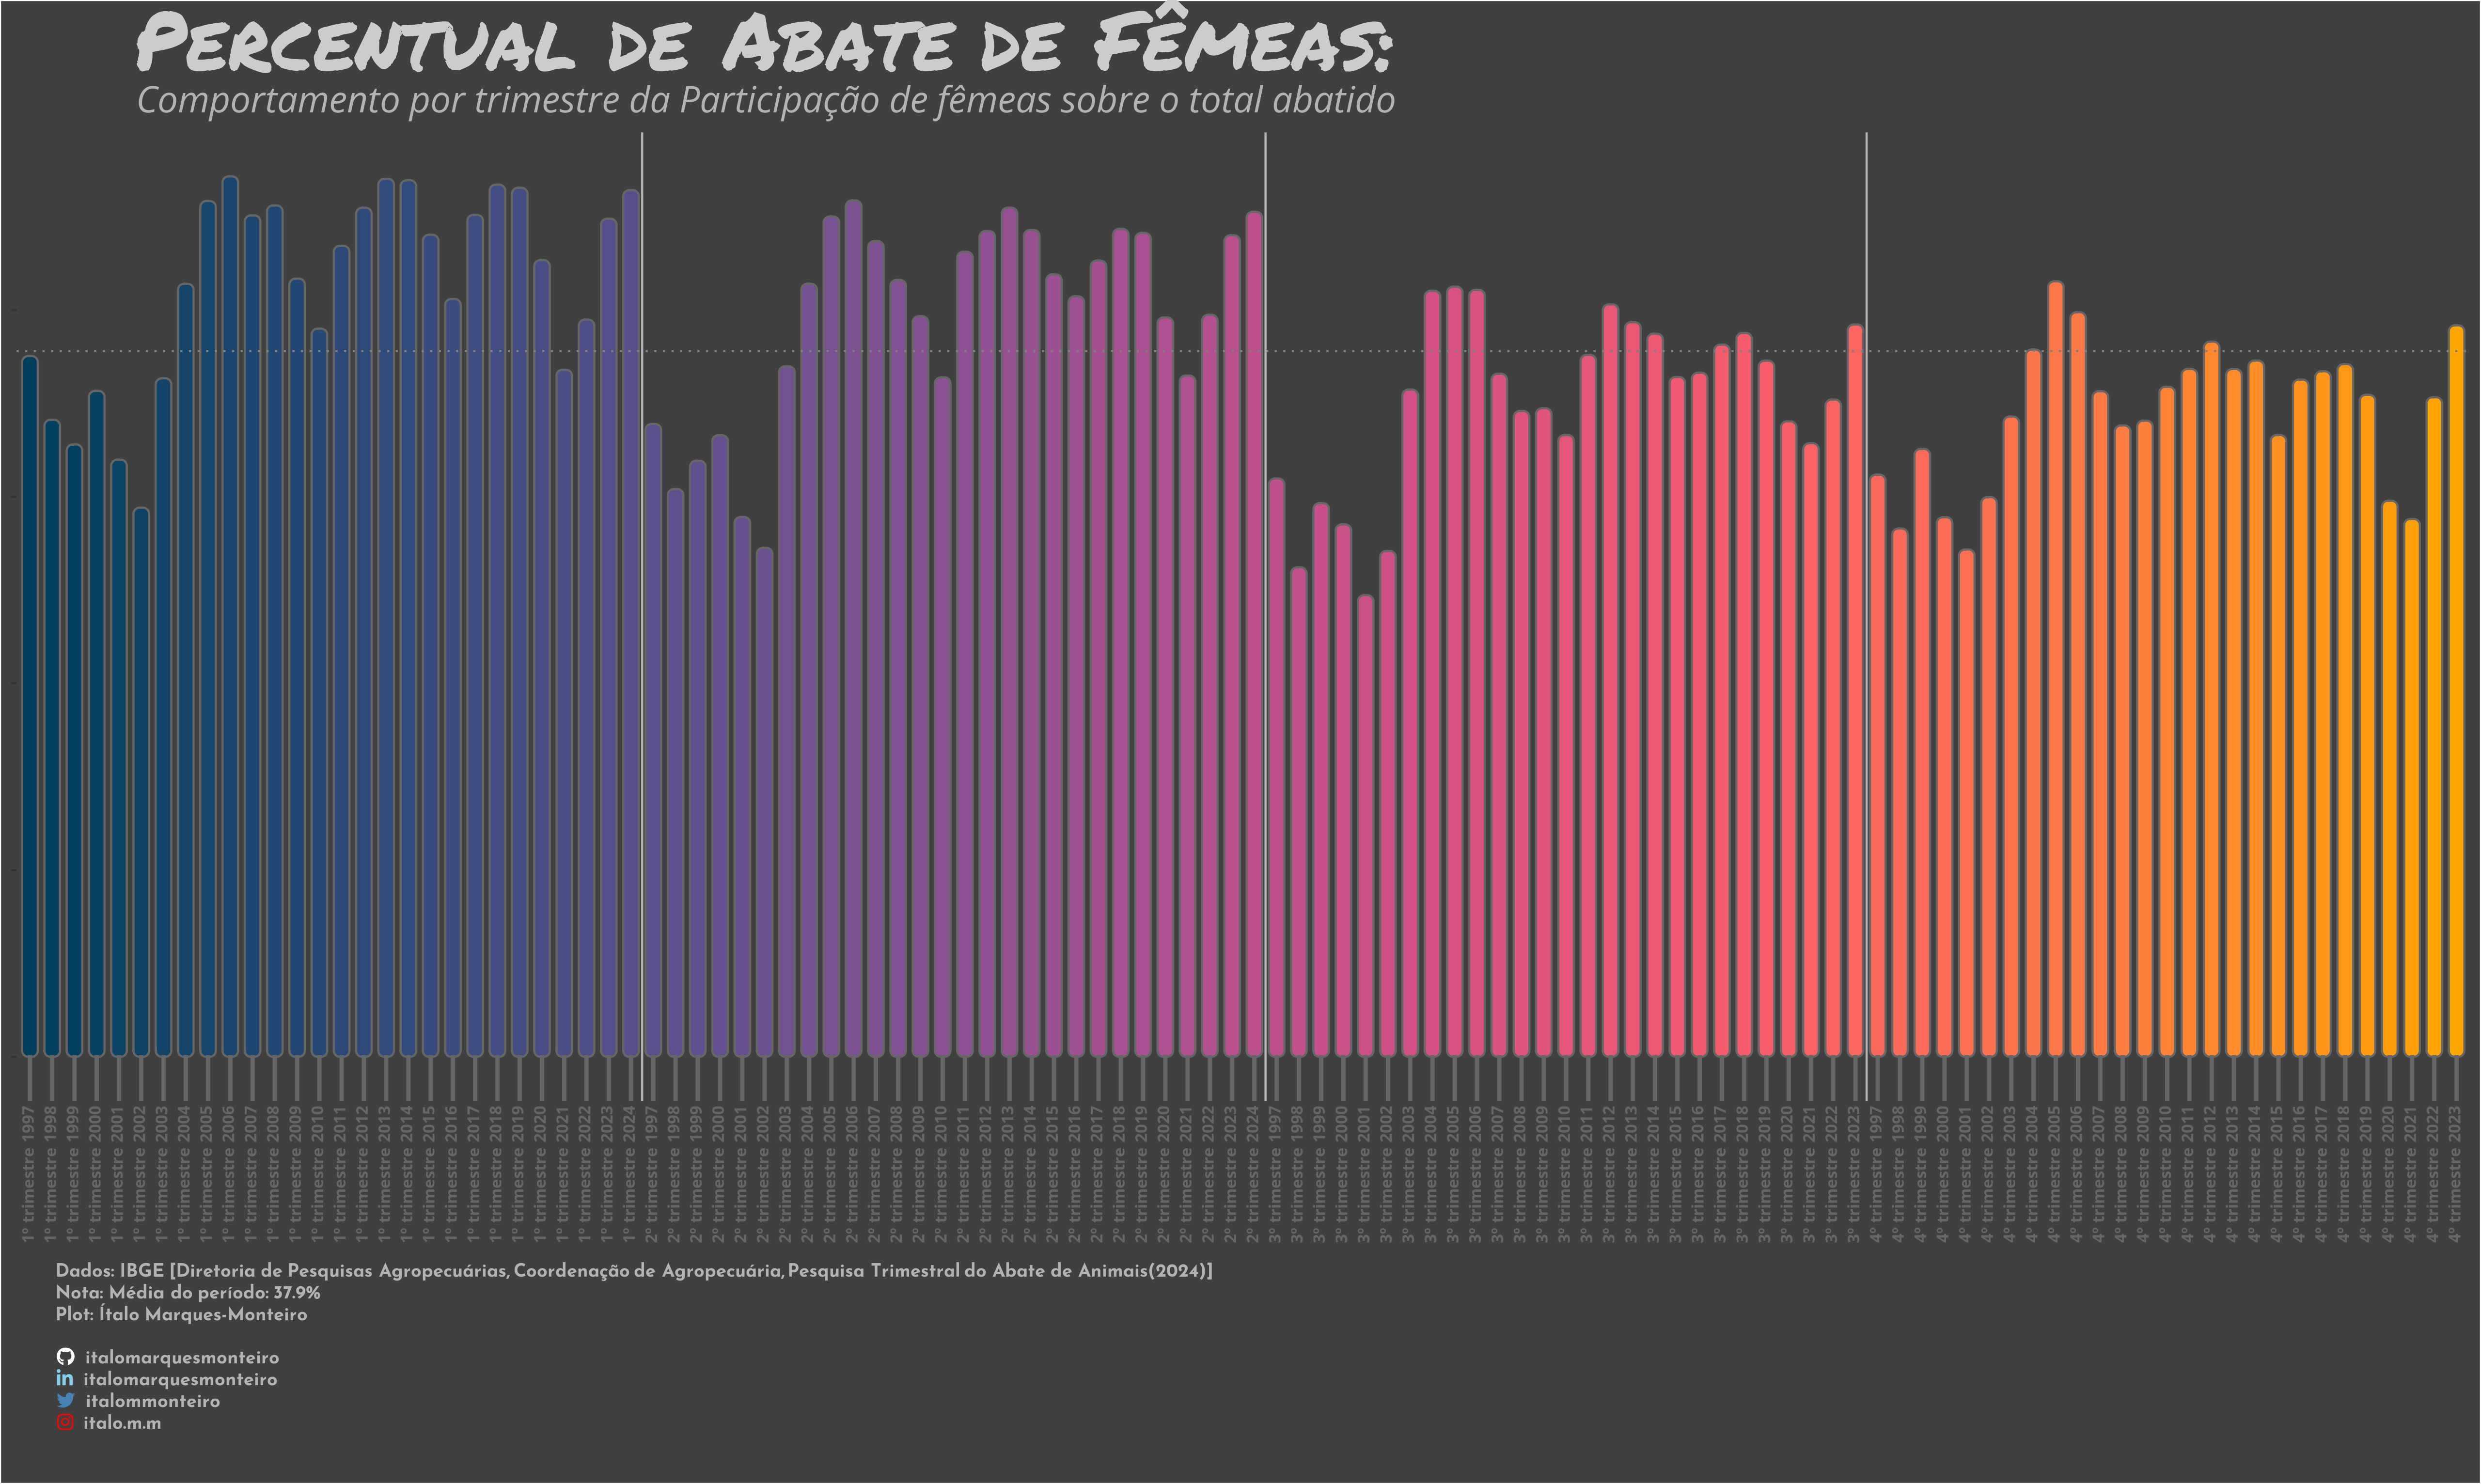 Percentual de Abate de Fêmeas:
Comportamento por trimestre da Participação de fêmeas sobre o total abatido
1° trimestre 1997
1° trimestre 1998
1° trimestre 1999
1° trimestre 2000
1° trimestre 2001
1° trimestre 2002
1° trimestre 2003
1° trimestre 2004
1° trimestre 2005
1° trimestre 2006
1° trimestre 2007
1° trimestre 2008
1° trimestre 2009
1° trimestre 2010
1° trimestre 2011
1° trimestre 2012
1° trimestre 2013
1° trimestre 2014
1° trimestre 2015
1° trimestre 2016
1° trimestre 2017
1° trimestre 2018
1° trimestre 2019
1° trimestre 2020
1° trimestre 2021
1° trimestre 2022
1° trimestre 2023
1° trimestre 2024
2° trimestre 1997
2° trimestre 1998
2° trimestre 1999
2° trimestre 2000
2° trimestre 2001
2° trimestre 2002
2° trimestre 2003
2° trimestre 2004
2° trimestre 2005
2° trimestre 2006
2° trimestre 2007
2° trimestre 2008
2° trimestre 2009
2° trimestre 2010
2° trimestre 2011
2° trimestre 2012
2° trimestre 2013
2° trimestre 2014
2° trimestre 2015
2° trimestre 2016
2° trimestre 2017
2° trimestre 2018
2° trimestre 2019
2° trimestre 2020
2° trimestre 2021
2° trimestre 2022
2° trimestre 2023
2° trimestre 2024
3° trimestre 1997
3° trimestre 1998
3° trimestre 1999
3° trimestre 2000
3° trimestre 2001
3° trimestre 2002
3° trimestre 2003
3° trimestre 2004
3° trimestre 2005
3° trimestre 2006
3° trimestre 2007
3° trimestre 2008
3° trimestre 2009
3° trimestre 2010
3° trimestre 2011
3° trimestre 2012
3° trimestre 2013
3° trimestre 2014
3° trimestre 2015
3° trimestre 2016
3° trimestre 2017
3° trimestre 2018
3° trimestre 2019
3° trimestre 2020
3° trimestre 2021
3° trimestre 2022
3° trimestre 2023
4° trimestre 1997
4° trimestre 1998
4° trimestre 1999
4° trimestre 2000
4° trimestre 2001
4° trimestre 2002
4° trimestre 2003
4° trimestre 2004
4° trimestre 2005
4° trimestre 2006
4° trimestre 2007
4° trimestre 2008
4° trimestre 2009
4° trimestre 2010
4° trimestre 2011
4° trimestre 2012
4° trimestre 2013
4° trimestre 2014
4° trimestre 2015
4° trimestre 2016
4° trimestre 2017
4° trimestre 2018
4° trimestre 2019
4° trimestre 2020
4° trimestre 2021
4° trimestre 2022
4° trimestre 2023
Dados: IBGE [Diretoria de Pesquisas Agropecuárias, Coordenação de Agropecuária, Pesquisa Trimestral do Abate de Animais(2024)]
Nota: Média do período: 37.9%
Plot: Ítalo Marques-Monteiro
italomarquesmonteiro
italomarquesmonteiro
italommonteiro
italo.m.m